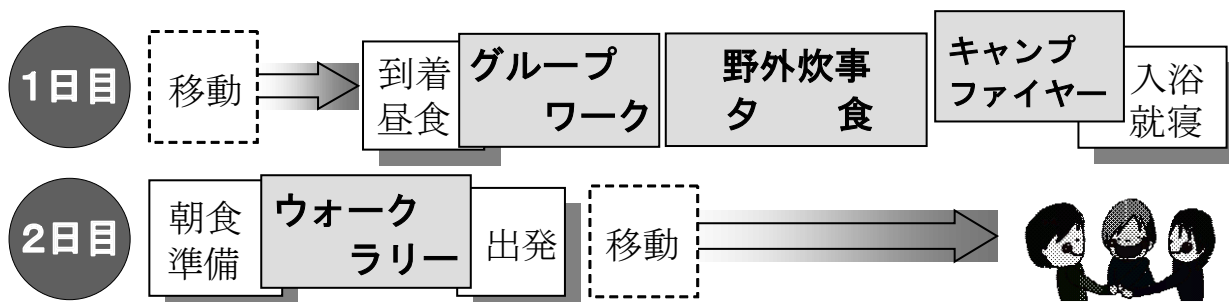 1日目
移動
到着
昼食
グループ
ワーク
野外炊事
夕 食
キャンプ
ファイヤー
入浴
就寝
2日目
朝食
準備
ウォーク
ラリー
出発
移動